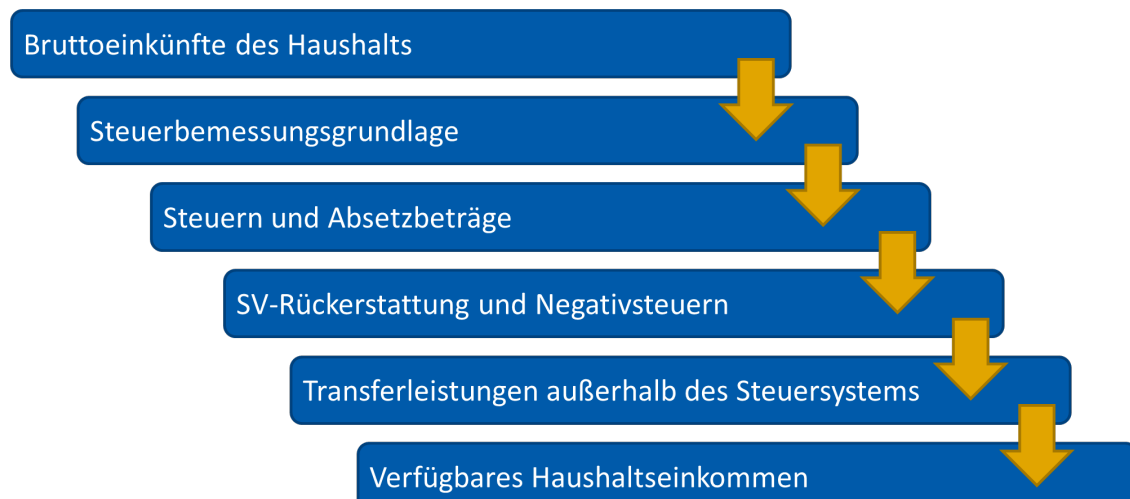 Bruttoeinkünfte des Haushalts
Steuerbemessungsgrundlage
Steuern und Absetzbeträge
SV-Rückerstattung und Negativsteuern
Transferleistungen außerhalb des Steuersystems
Verfügbares Haushaltseinkommen